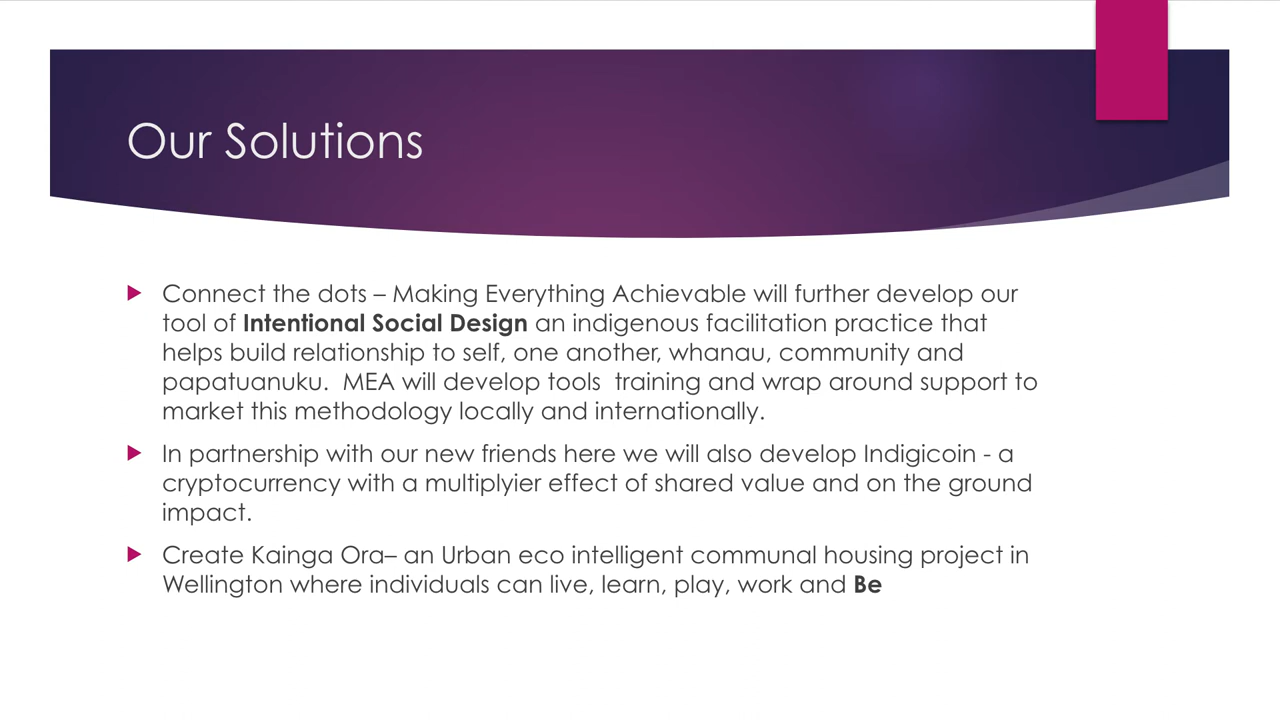 Our Solutions
Connect the dots – Making Everything Achievable will further develop our
tool of Intentional Social Design an indigenous facilitation practice that
helps build relationship to self, one another, whanau, community and
papatuanuku.  MEA will develop tools  training and wrap around support to
market this methodology locally and internationally.
In partnership with our new friends here we will also develop Indigicoin - a
cryptocurrency with a multiplyier effect of shared value and on the ground
impact.
Create Kainga Ora– an Urban eco intelligent communal housing project in
Wellington where individuals can live, learn, play, work and Be